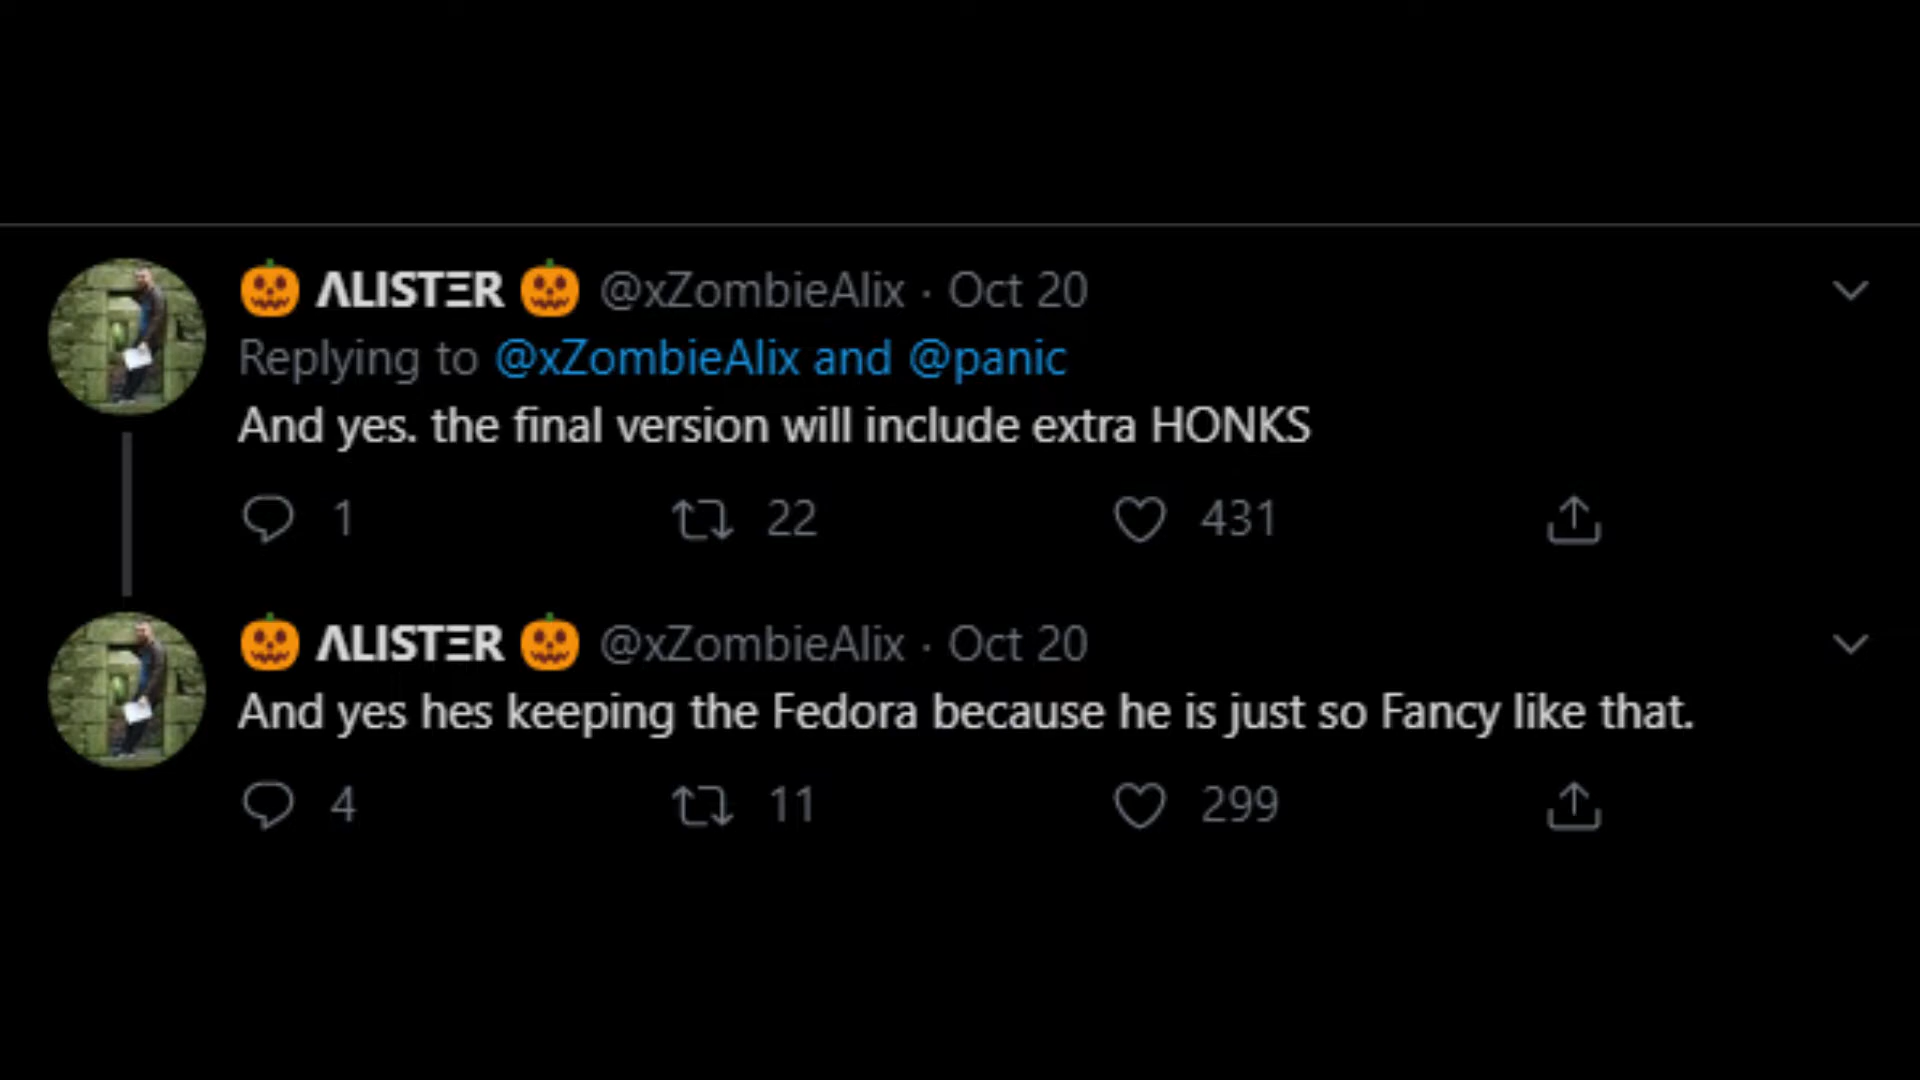 🎃 ΛLISTΞR 🎃 @xZombieAlix · Oct 20
Replying to @xZombieAlix and @panic
And yes. the final version will include extra HONKS
1 22 431
🎃 ΛLISTΞR 🎃 @xZombieAlix · Oct 20
And yes hes keeping the Fedora because he is just so Fancy like that.
4 11 299